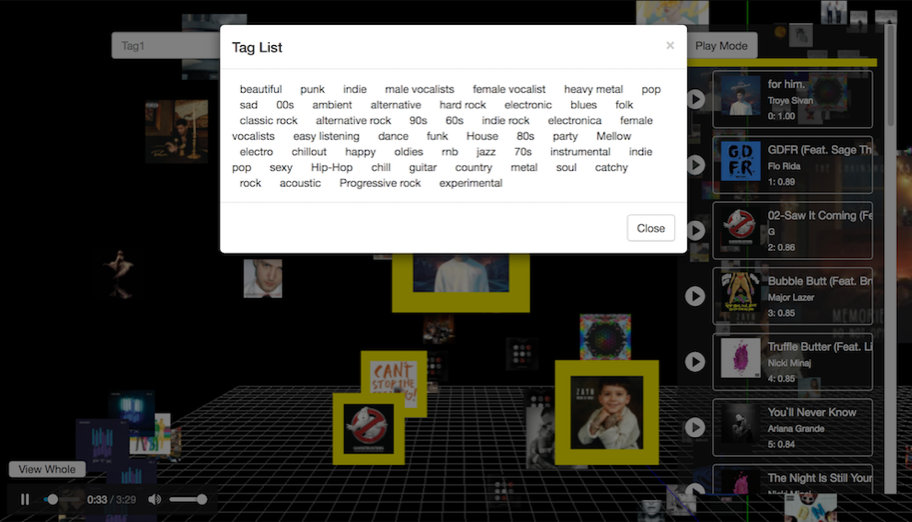 Tag1
Tag List
×
Play Mode
beautiful punk indie male vocalists female vocalist heavy metal pop
sad 00s ambient alternative hard rock electronic blues folk
classic rock alternative rock 90s 60s indie rock electronica female
vocalists easy listening dance funk House 80s party Mellow
electro chillout happy oldies rnb jazz 70s instrumental indie
pop sexy Hip-Hop chill guitar country metal soul catchy
rock acoustic Progressive rock experimental
Close
for him.
Troye Sivan
0: 1.00
G.D.
F.R.
GDFR (Feat. Sage Th
Flo Rida
1: 0.89
02-Saw It Coming (Fe
G
2: 0.86
Bubble Butt (Feat. Br
Major Lazer
3: 0.85
Truffle Butter (Feat. Li
Nicki Minaj
4: 0.85
You`ll Never Know
Ariana Grande
5: 0.84
The Night Is Still Your
Nicki Minaj
CAN'T
STOP THE
ZAYN
View Whole
0:33 / 3:29